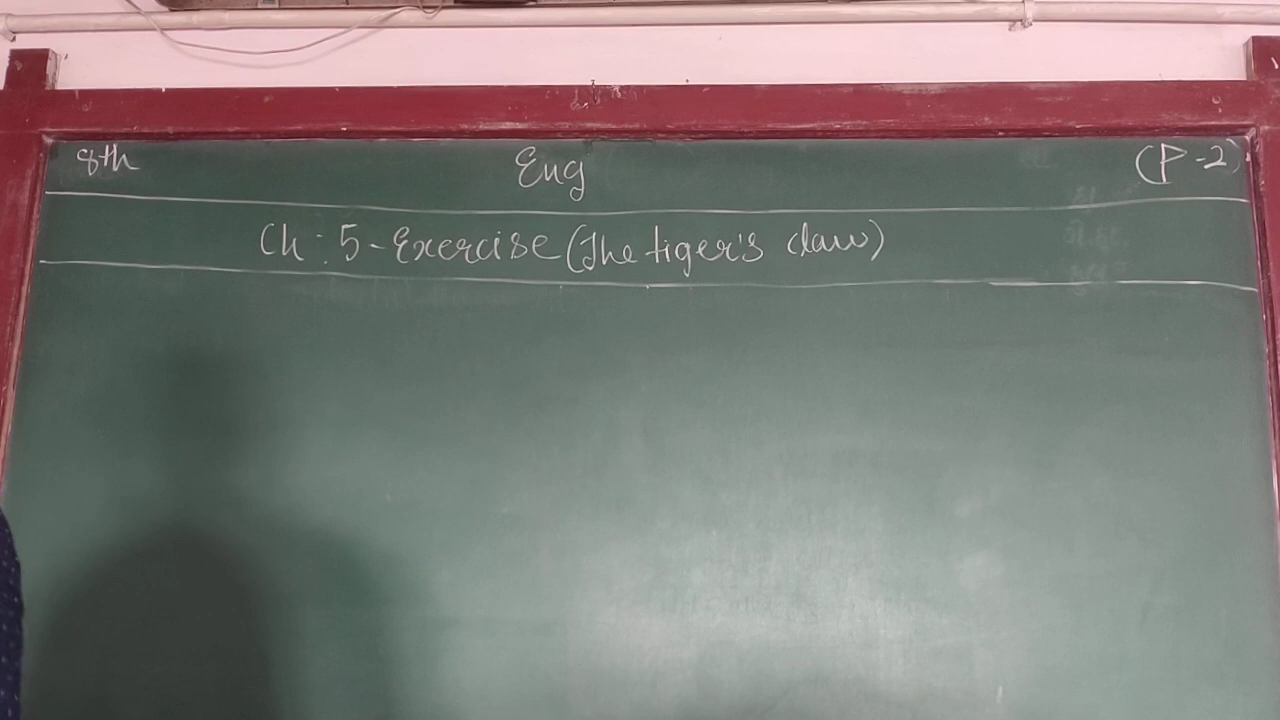 8th Eng (P-2)
Ch: 5-Exercise (The tiger's claw)